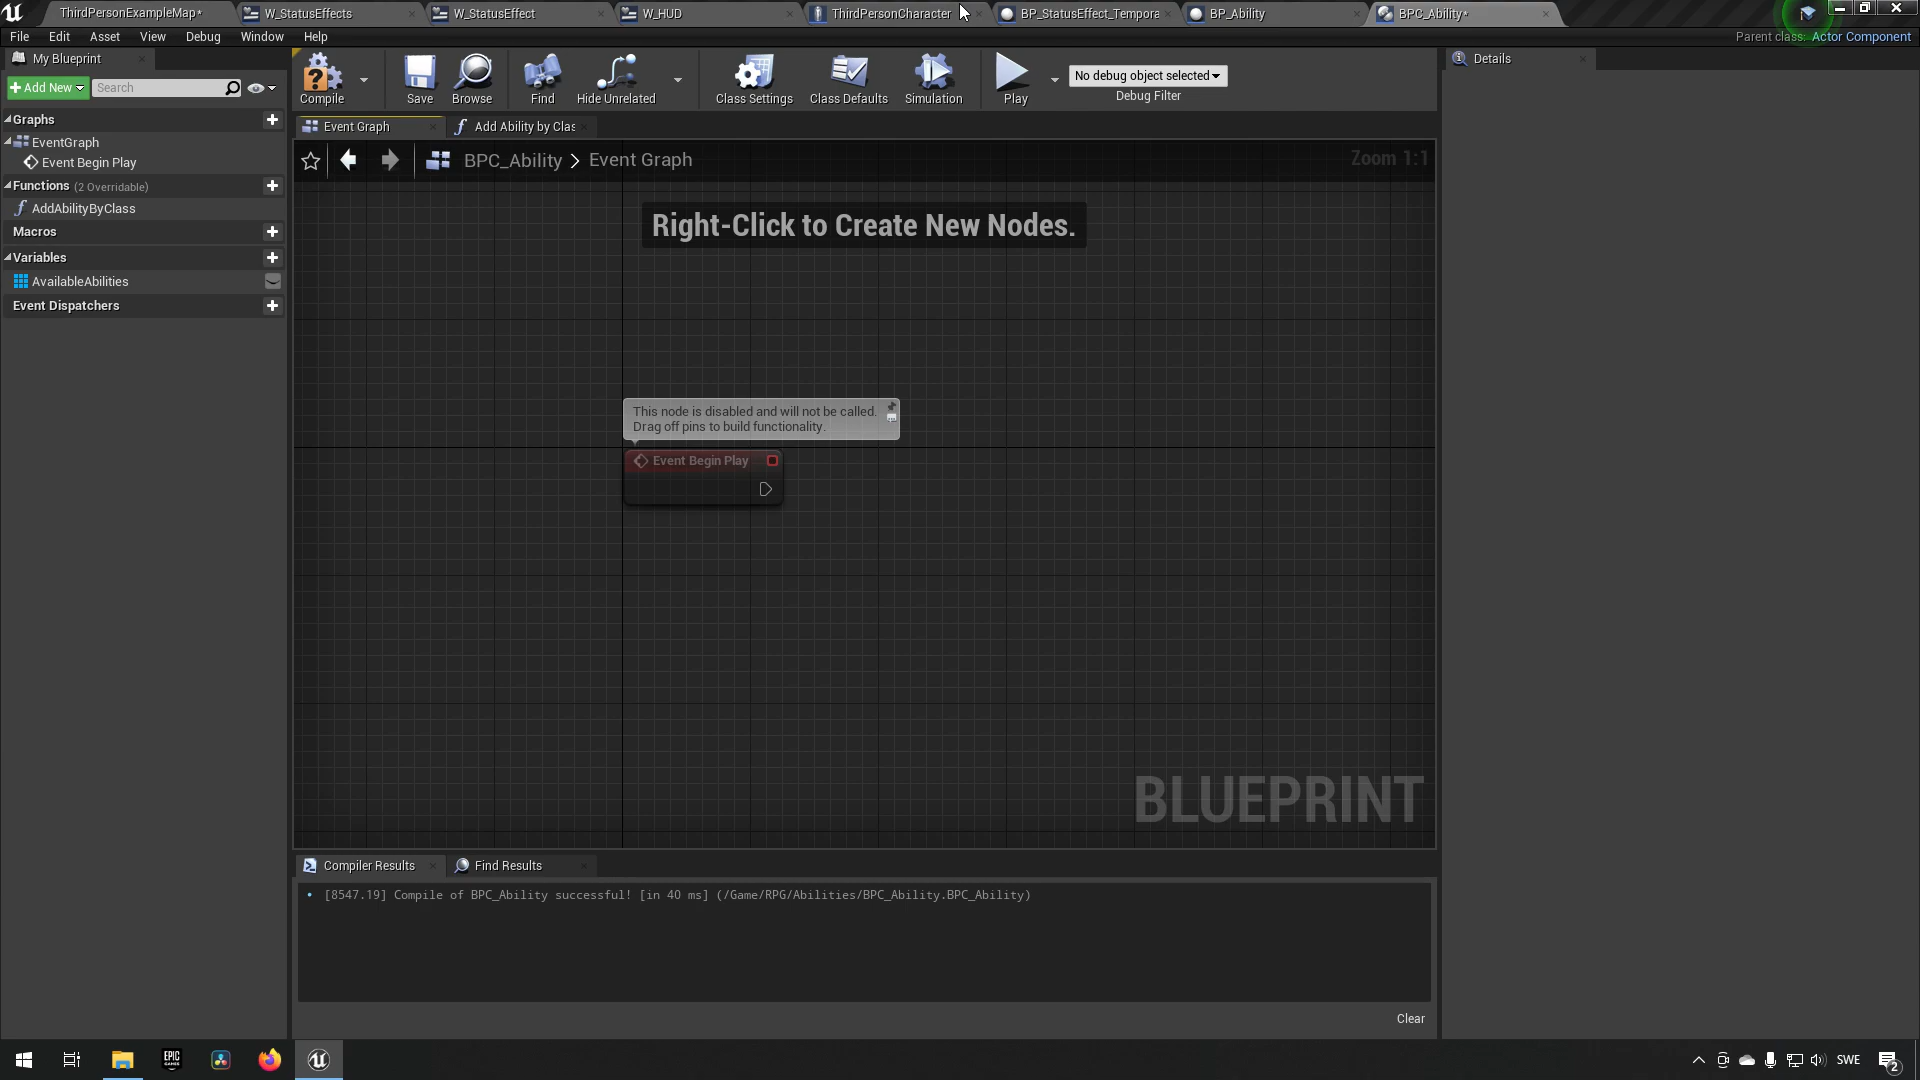 ThirdPersonExampleMap*
W_StatusEffects
W_StatusEffect
W_HUD
ThirdPersonCharacter
BP_StatusEffect_Tempora
BP_Ability
BPC_Ability*
File
Edit
Asset
View
Debug
Window
Help
Parent class: Actor Component
My Blueprint
Add New
Search
Compile
Save
Browse
Find
Hide Unrelated
Class Settings
Class Defaults
Simulation
Play
No debug object selected
Debug Filter
Details
Graphs
EventGraph
Event Begin Play
Functions (2 Overridable)
AddAbilityByClass
Macros
Variables
AvailableAbilities
Event Dispatchers
Event Graph
Add Ability by Clas
BPC_Ability > Event Graph
Zoom 1:1
Right-Click to Create New Nodes.
This node is disabled and will not be called.
Drag off pins to build functionality.
Event Begin Play
BLUEPRINT
Compiler Results
Find Results
[8547.19] Compile of BPC_Ability successful! [in 40 ms] (/Game/RPG/Abilities/BPC_Ability.BPC_Ability)
Clear
EPIC
GAMES
SWE
2